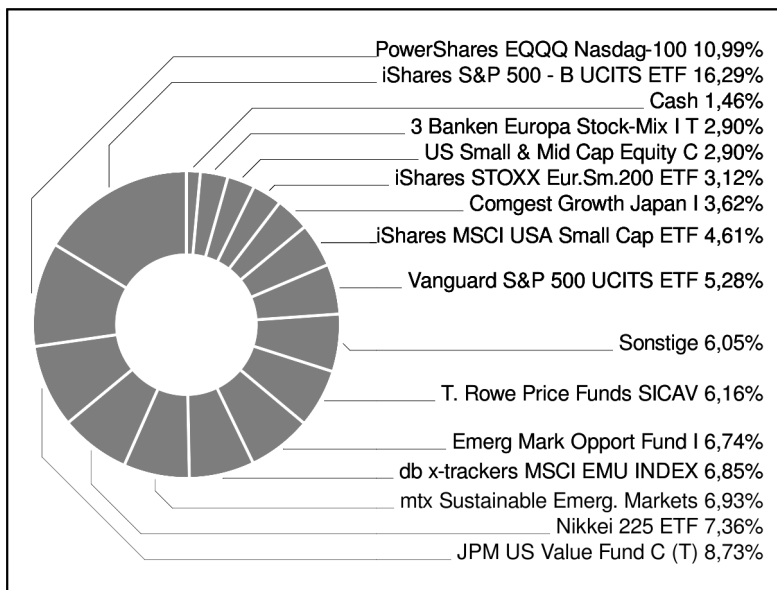 PowerShares EQQQ Nasdag-100 10,99%
iShares S&P 500 - B UCITS ETF 16,29%
Cash 1,46%
3 Banken Europa Stock-Mix I T 2,90%
US Small & Mid Cap Equity C 2,90%
iShares STOXX Eur.Sm.200 ETF 3,12%
Comgest Growth Japan I 3,62%
iShares MSCI USA Small Cap ETF 4,61%
Vanguard S&P 500 UCITS ETF 5,28%
Sonstige 6,05%
T. Rowe Price Funds SICAV 6,16%
Emerg Mark Opport Fund I 6,74%
db x-trackers MSCI EMU INDEX 6,85%
mtx Sustainable Emerg. Markets 6,93%
Nikkei 225 ETF 7,36%
JPM US Value Fund C (T) 8,73%